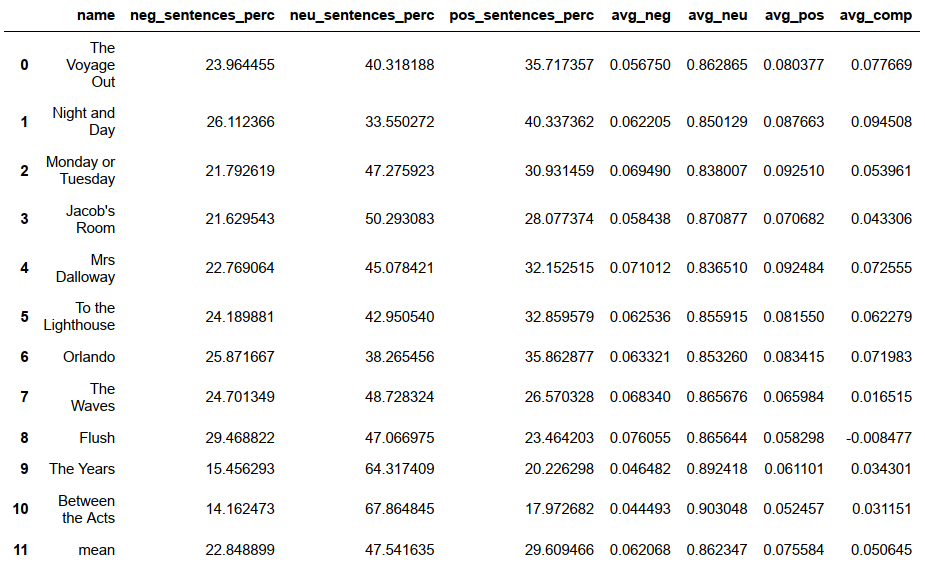 name neg_sentences_perc neu_sentences_perc pos_sentences_perc avg_neg avg_neu avg_pos avg_comp
0 The Voyage Out 23.964455 40.318188 35.717357 0.056750 0.862865 0.080377 0.077669
1 Night and Day 26.112366 33.550272 40.337362 0.062205 0.850129 0.087663 0.094508
2 Monday or Tuesday 21.792619 47.275923 30.931459 0.069490 0.838007 0.092510 0.053961
3 Jacob's Room 21.629543 50.293083 28.077374 0.058438 0.870877 0.070682 0.043306
4 Mrs Dalloway 22.769064 45.078421 32.152515 0.071012 0.836510 0.092484 0.072555
5 To the Lighthouse 24.189881 42.950540 32.859579 0.062536 0.855915 0.081550 0.062279
6 Orlando 25.871667 38.265456 35.862877 0.063321 0.853260 0.083415 0.071983
7 The Waves 24.701349 48.728324 26.570328 0.068340 0.865676 0.065984 0.016515
8 Flush 29.468822 47.066975 23.464203 0.076055 0.865644 0.058298 -0.008477
9 The Years 15.456293 64.317409 20.226298 0.046482 0.892418 0.061101 0.034301
10 Between the Acts 14.162473 67.864845 17.972682 0.044493 0.903048 0.052457 0.031151
11 mean 22.848899 47.541635 29.609466 0.062068 0.862347 0.075584 0.050645